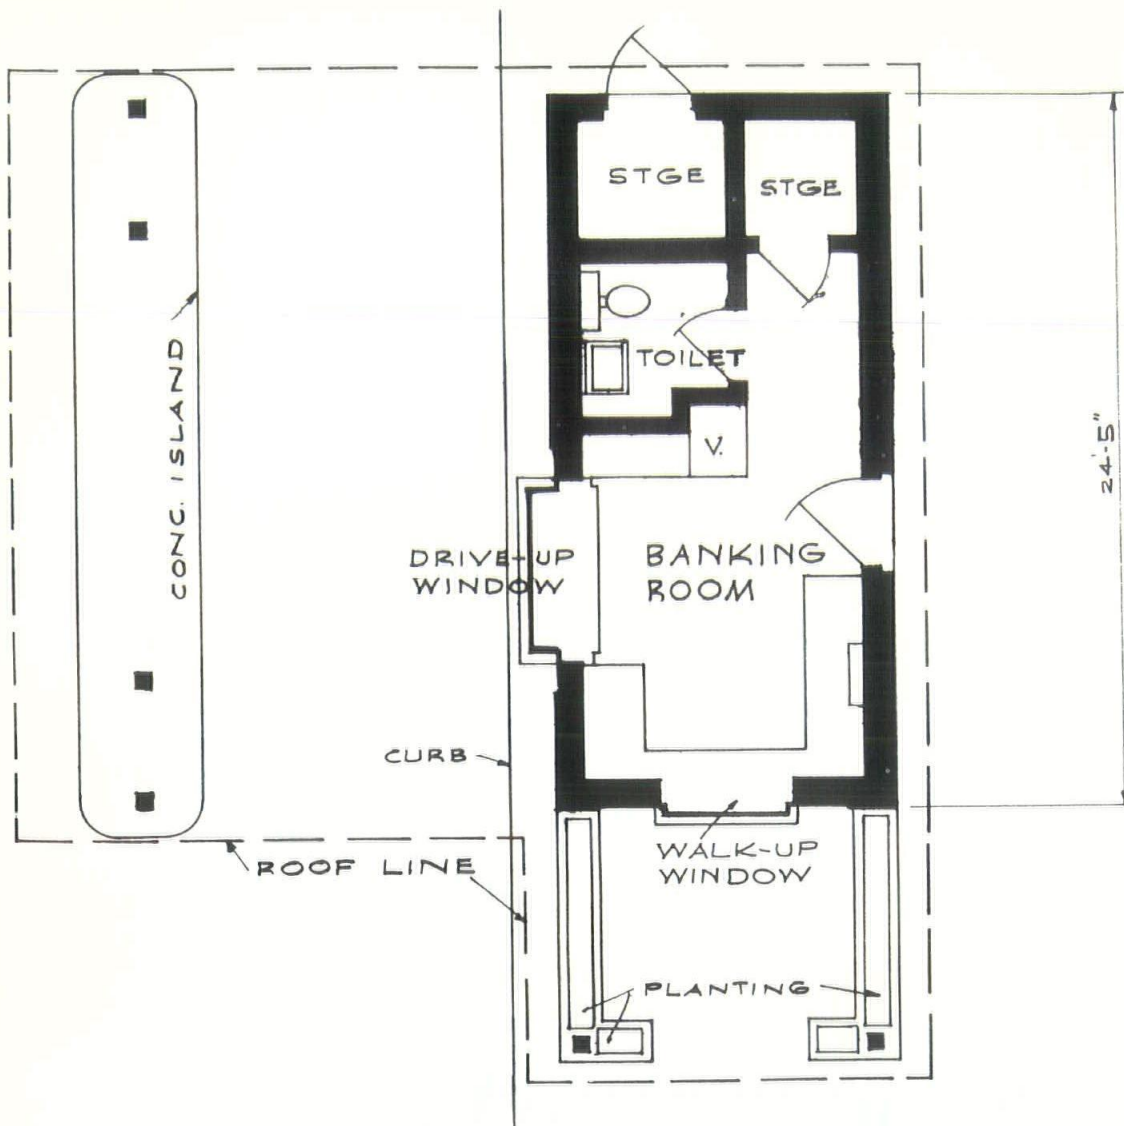 STGE
STGE
TOILET
V.
CONC. ISLAND
24'-5"
DRIVE-UP
WINDOW
BANKING
ROOM
CURB
ROOF LINE
WALK-UP
WINDOW
PLANTING